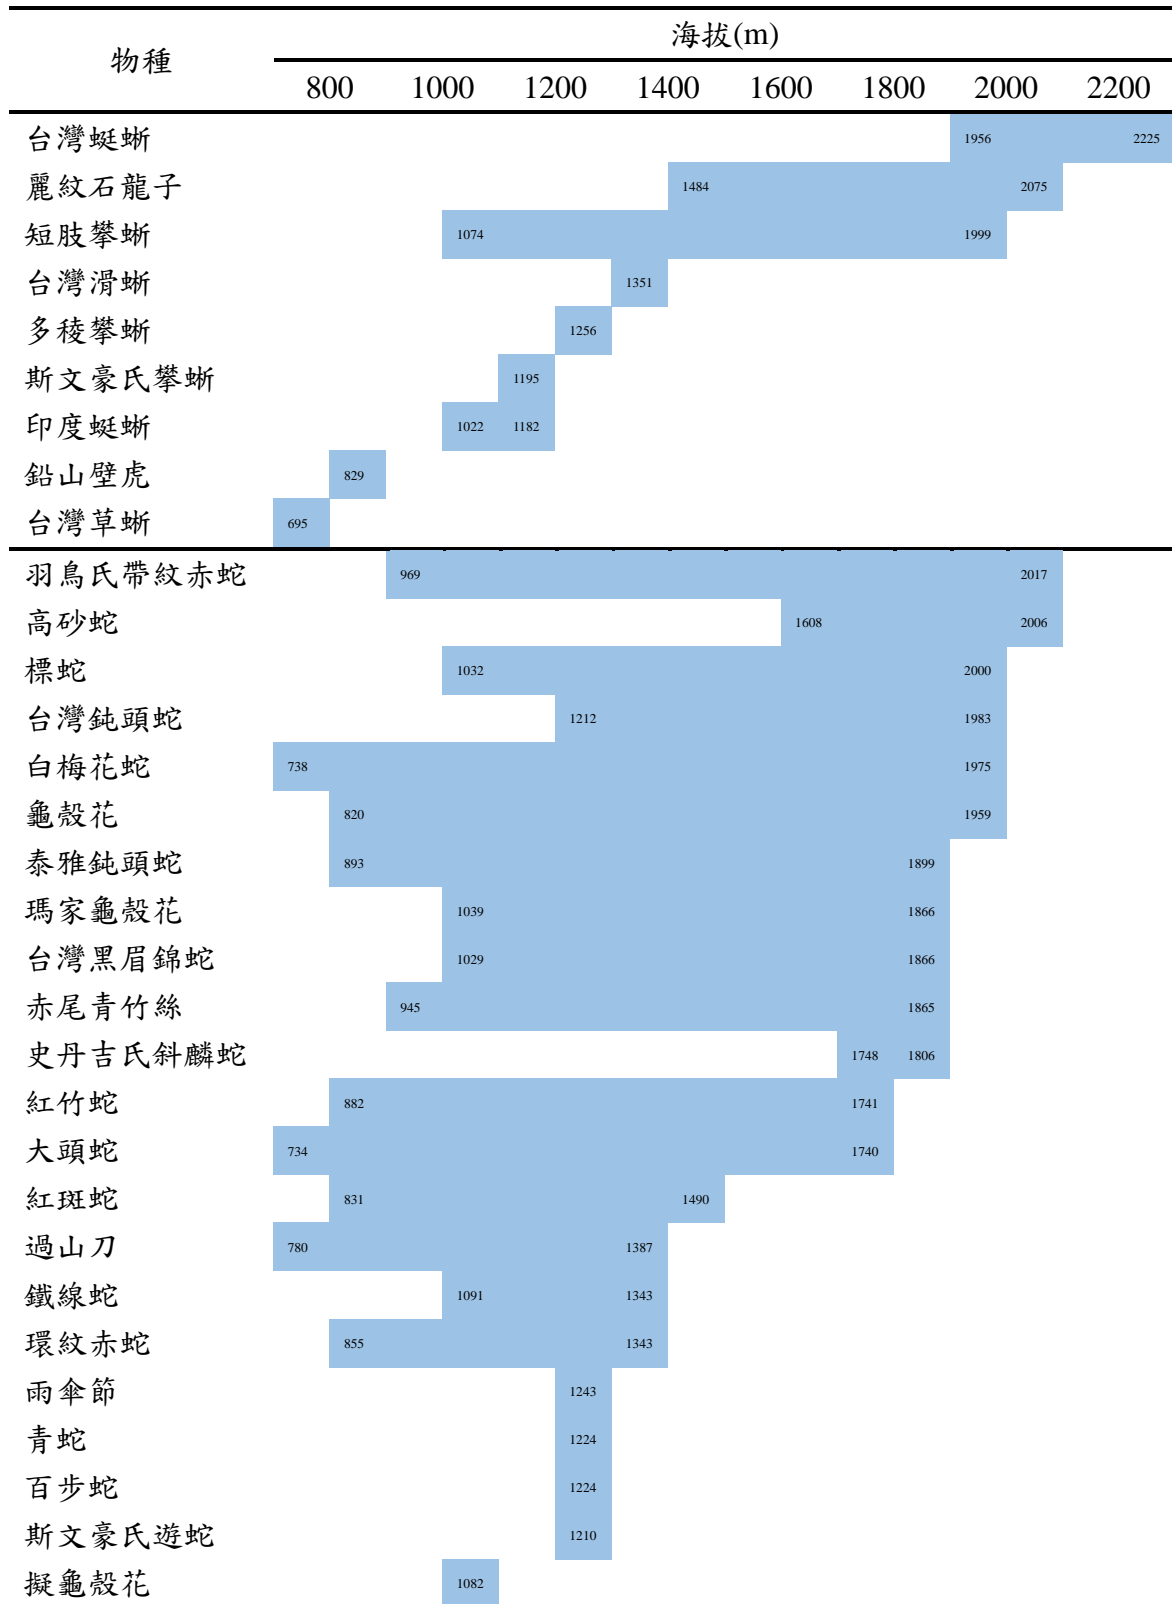 物種
海拔(m)
800 1000 1200 1400 1600 1800 2000 2200
台灣蜓蜥 1956 2225
麗紋石龍子 1484 2075
短肢攀蜥 1074 1999
台灣滑蜥 1351
多稜攀蜥 1256
斯文豪氏攀蜥 1195
印度蜓蜥 1022 1182
鉛山壁虎 829
台灣草蜥 695
羽鳥氏帶紋赤蛇 969 2017
高砂蛇 1608 2006
標蛇 1032 2000
台灣鈍頭蛇 1212 1983
白梅花蛇 738 1975
龜殼花 820 1959
泰雅鈍頭蛇 893 1899
瑪家龜殼花 1039 1866
台灣黑眉錦蛇 1029 1866
赤尾青竹絲 945 1865
史丹吉氏斜麟蛇 1748 1806
紅竹蛇 882 1741
大頭蛇 734 1740
紅斑蛇 831 1490
過山刀 780 1387
鐵線蛇 1091 1343
環紋赤蛇 855 1343
雨傘節 1243
青蛇 1224
百步蛇 1224
斯文豪氏遊蛇 1210
擬龜殼花 1082